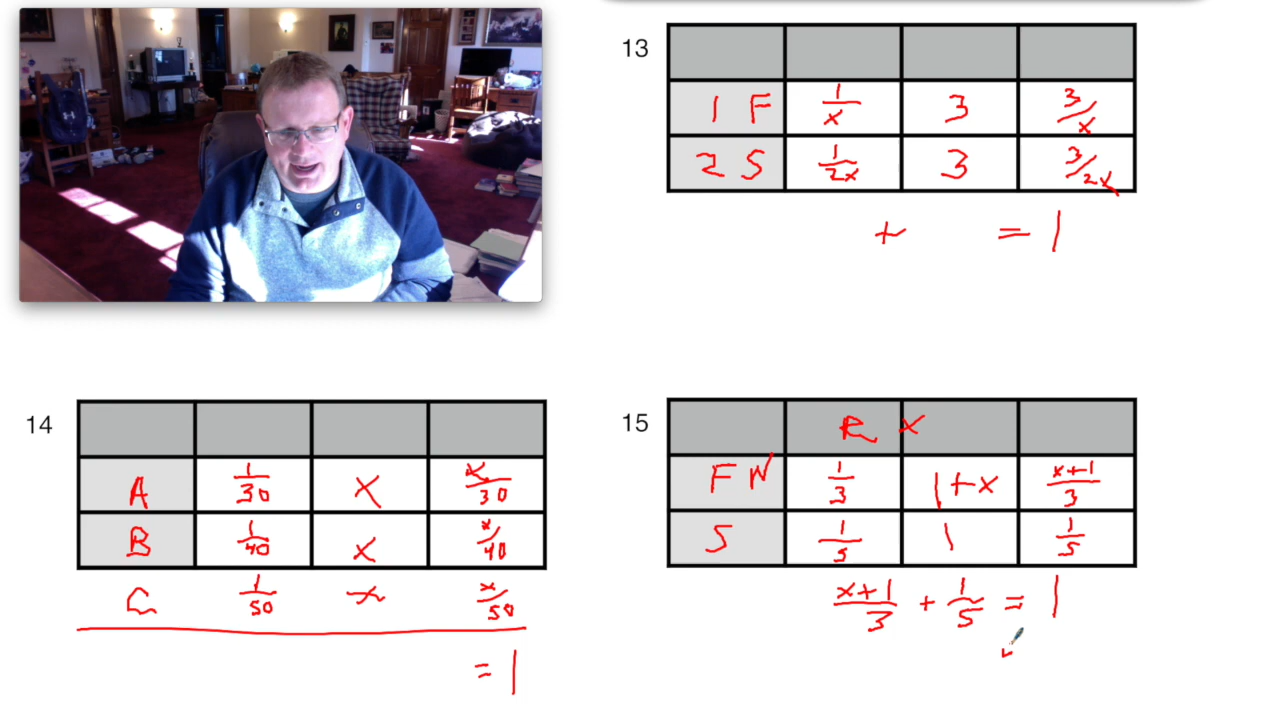 13
1 F 1/x 3 3/x
2 S 1/2x 3 3/2x
+ = 1
14
A 1/30 x x/30
B 1/40 x x/40
C 1/50 x x/50
= 1
15
R x
F W 1/3 1+x x+1/3
S 1/5 1 1/5
x+1/3 + 1/5 = 1